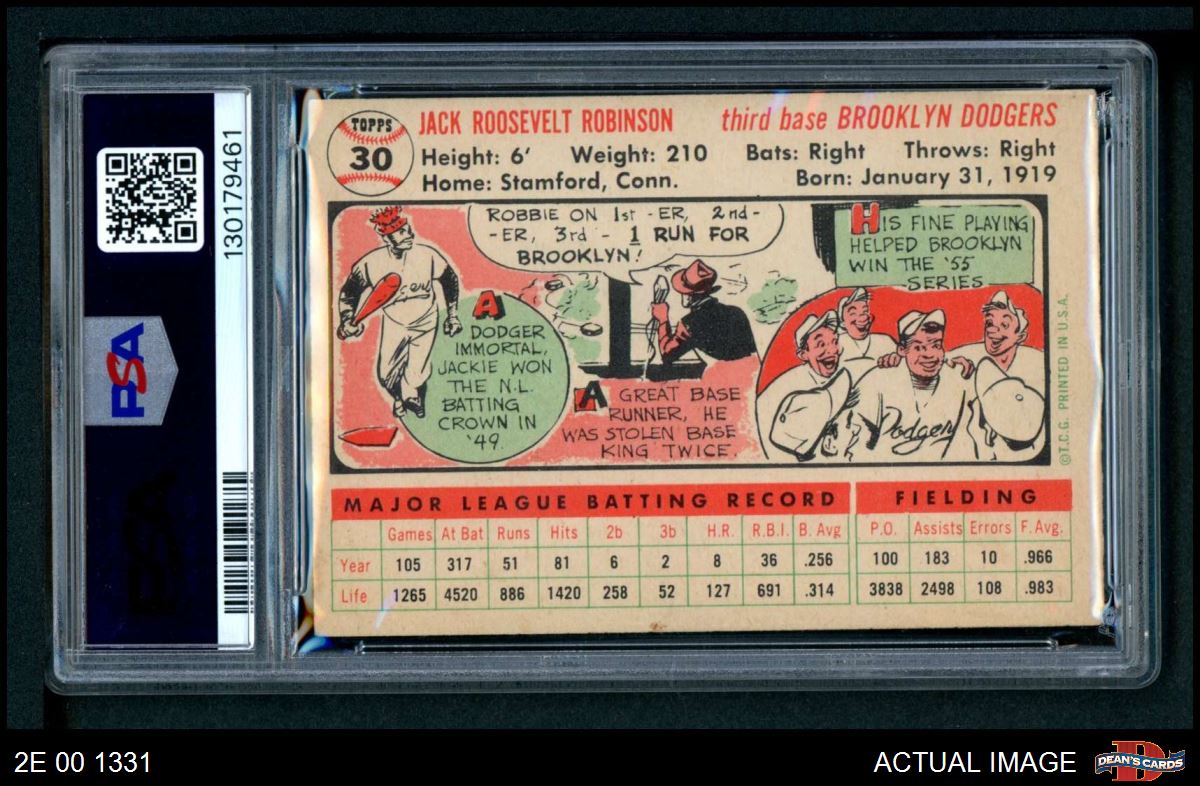 130179461
PSA
TOPPS
30
JACK ROOSEVELT ROBINSON third base BROOKLYN DODGERS
Height: 6' Weight: 210 Bats: Right Throws: Right
Home: Stamford, Conn. Born: January 31, 1919
ROBBIE ON 1st -ER, 2nd-
-ER, 3rd - 1 RUN FOR
BROOKLYN!
HIS FINE PLAYING
HELPED BROOKLYN
WIN THE '55
SERIES
A
DODGER
IMMORTAL,
JACKIE WON
THE N.L.
BATTING
CROWN IN
'49.
A GREAT BASE
RUNNER, HE
WAS STOLEN BASE
KING TWICE.
Dodgers
©T.C.G. PRINTED IN U.S.A.
MAJOR LEAGUE BATTING RECORD FIELDING
Games At Bat Runs Hits 2b 3b H.R. R.B.I. B. Avg P.O. Assists Errors F. Avg.
Year 105 317 51 81 6 2 8 36 .256 100 183 10 .966
Life 1265 4520 886 1420 258 52 127 691 .314 3838 2498 108 .983
2E 00 1331
ACTUAL IMAGE
D
DEAN'S CARDS